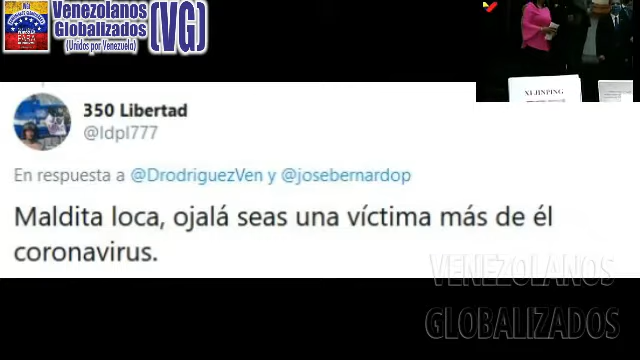 Venezolanos
Globalizados
(Unidos por Venezuela)
(VG)
XI JINPING
350 Libertad
@ldpl777
En respuesta a @DrodriguezVen y @josebernardop
Maldita loca, ojalá seas una víctima más de él
coronavirus.
VENEZOLANOS
GLOBALIZADOS